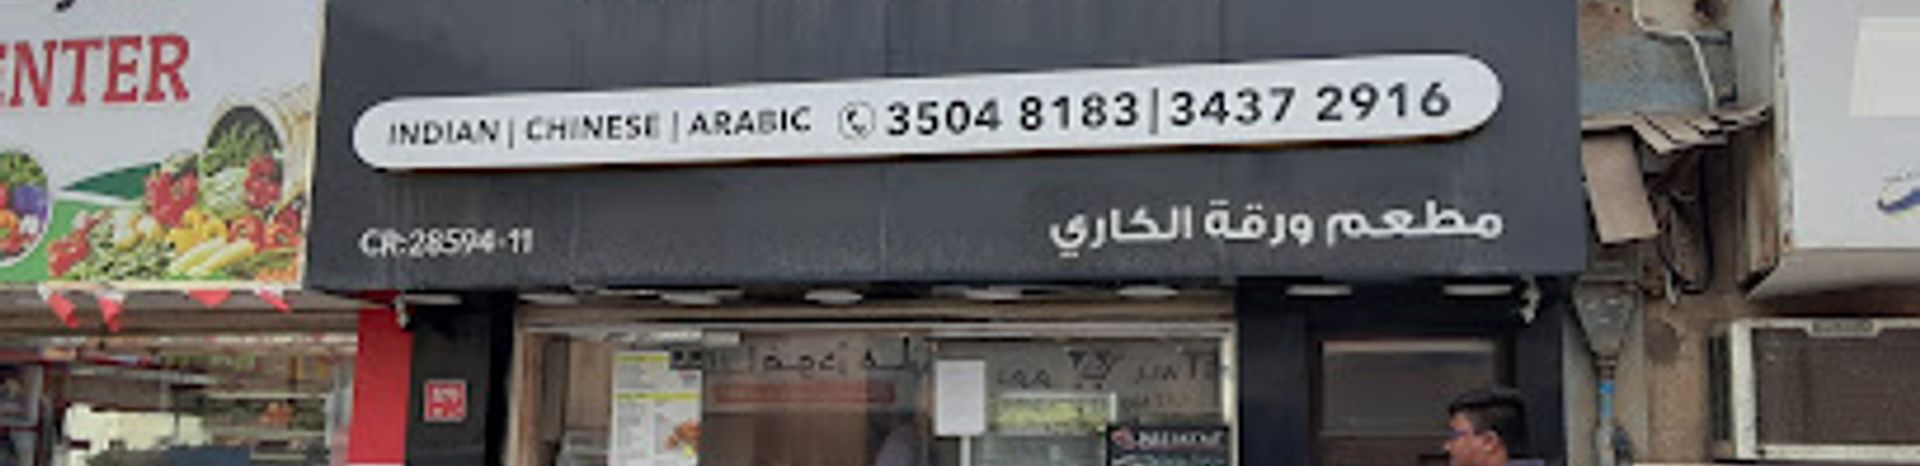 ENTER
INDIAN | CHINESE | ARABIC 3504 8183 | 3437 2916
CR:28594-11
مطعم ورقة الكاري